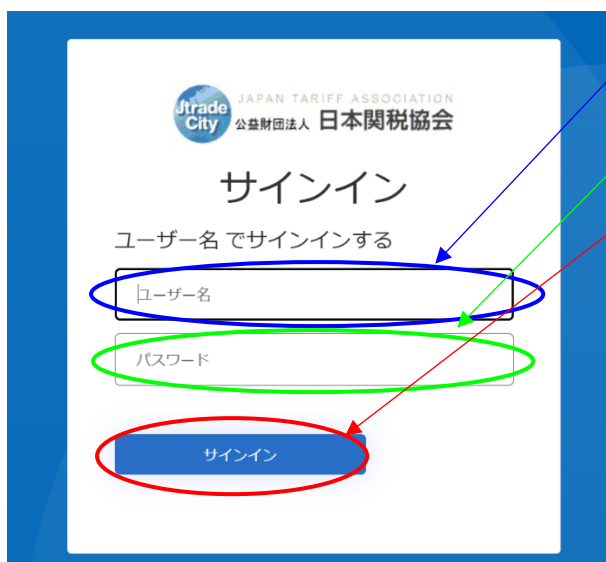 Jtrade
City
JAPAN TARIFF ASSOCIATION
公益財団法人 日本関税協会
サインイン
ユーザー名 でサインインする
ユーザー名
パスワード
サインイン